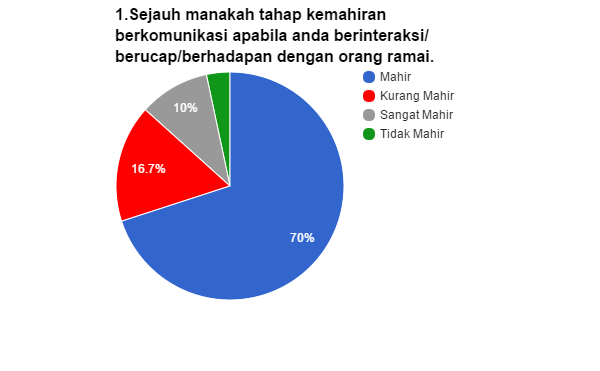 1.Sejauh manakah tahap kemahiran
berkomunikasi apabila anda berinteraksi/
berucap/berhadapan dengan orang ramai.
Mahir
Kurang Mahir
Sangat Mahir
Tidak Mahir
10%
16.7%
70%